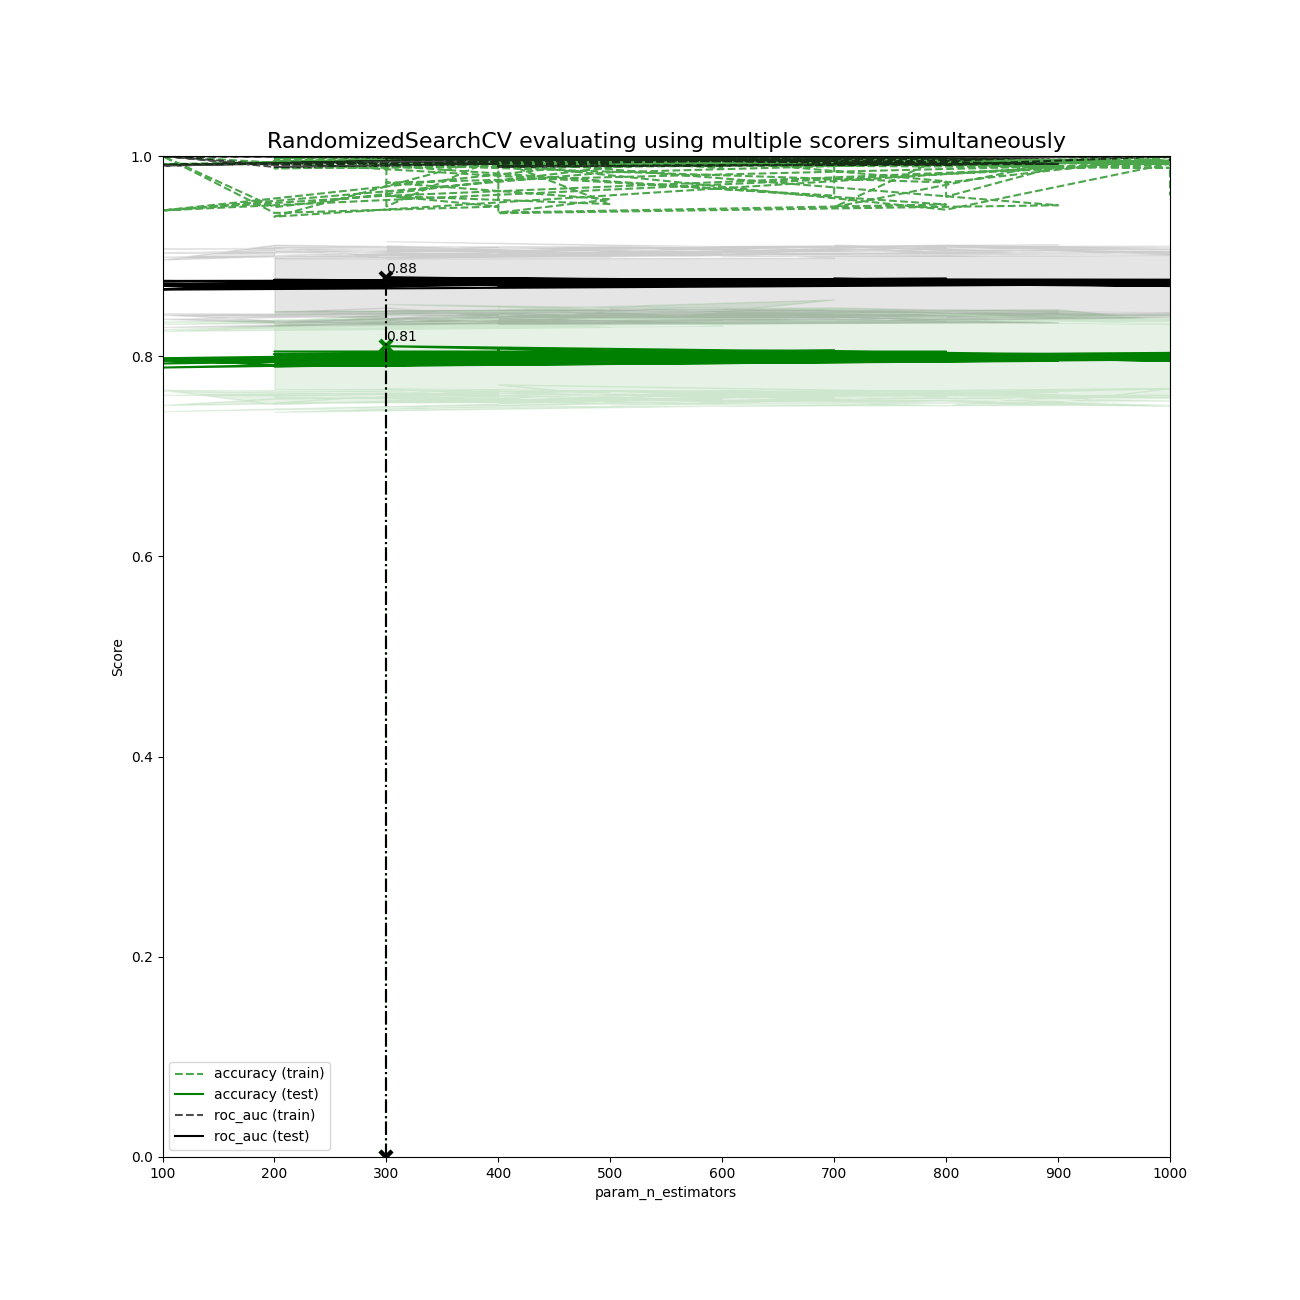 RandomizedSearchCV evaluating using multiple scorers simultaneously
1.0
0.88
0.81
0.8
0.6
Score
0.4
0.2
accuracy (train)
accuracy (test)
roc_auc (train)
roc_auc (test)
0.0
100 200 300 400 500 600 700 800 900 1000
param_n_estimators